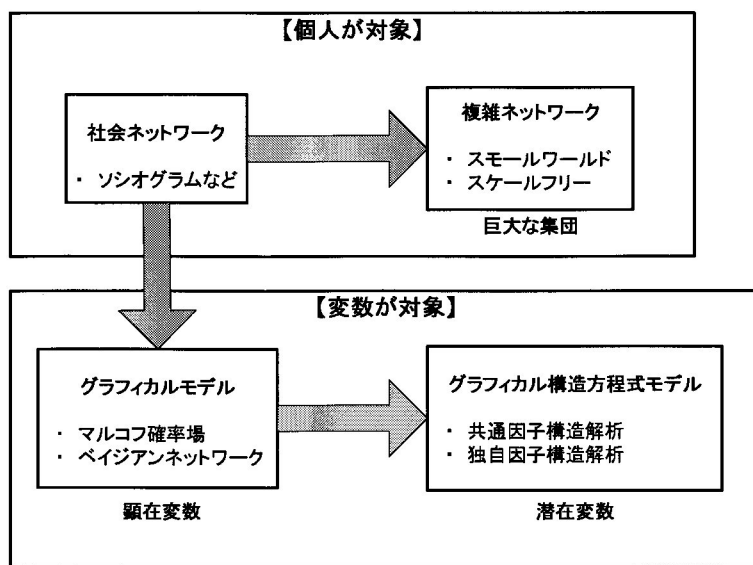 【個人が対象】
社会ネットワーク
・ ソシオグラムなど
複雑ネットワーク
・ スモールワールド
・ スケールフリー
巨大な集団
【変数が対象】
グラフィカルモデル
・ マルコフ確率場
・ ベイジアンネットワーク
顕在変数
グラフィカル構造方程式モデル
・ 共通因子構造解析
・ 独自因子構造解析
潜在変数